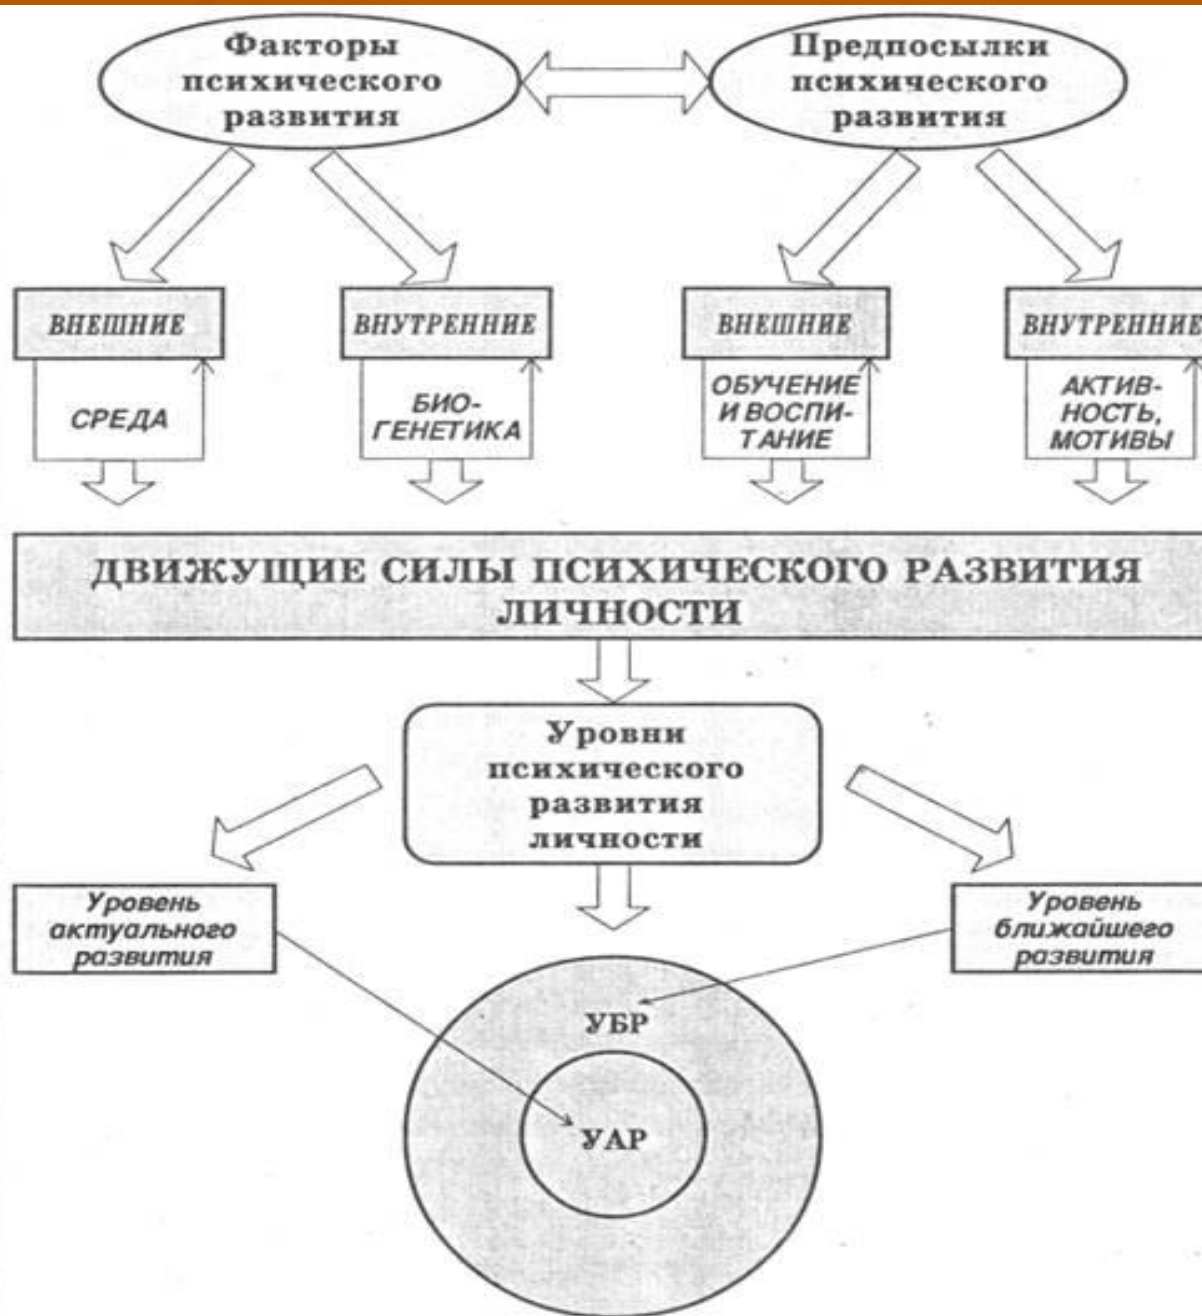 Факторы
психического
развития
Предпосылки
психического
развития
ВНЕШНИЕ
ВНУТРЕННИЕ
ВНЕШНИЕ
ВНУТРЕННИЕ
СРЕДА
БИО-
ГЕНЕТИКА
ОБУЧЕНИЕ
И ВОСПИ-
ТАНИЕ
АКТИВ-
НОСТЬ,
МОТИВЫ
ДВИЖУЩИЕ СИЛЫ ПСИХИЧЕСКОГО РАЗВИТИЯ
ЛИЧНОСТИ
Уровни
психического
развития
личности
Уровень
актуального
развития
Уровень
ближайшего
развития
УБР
УАР